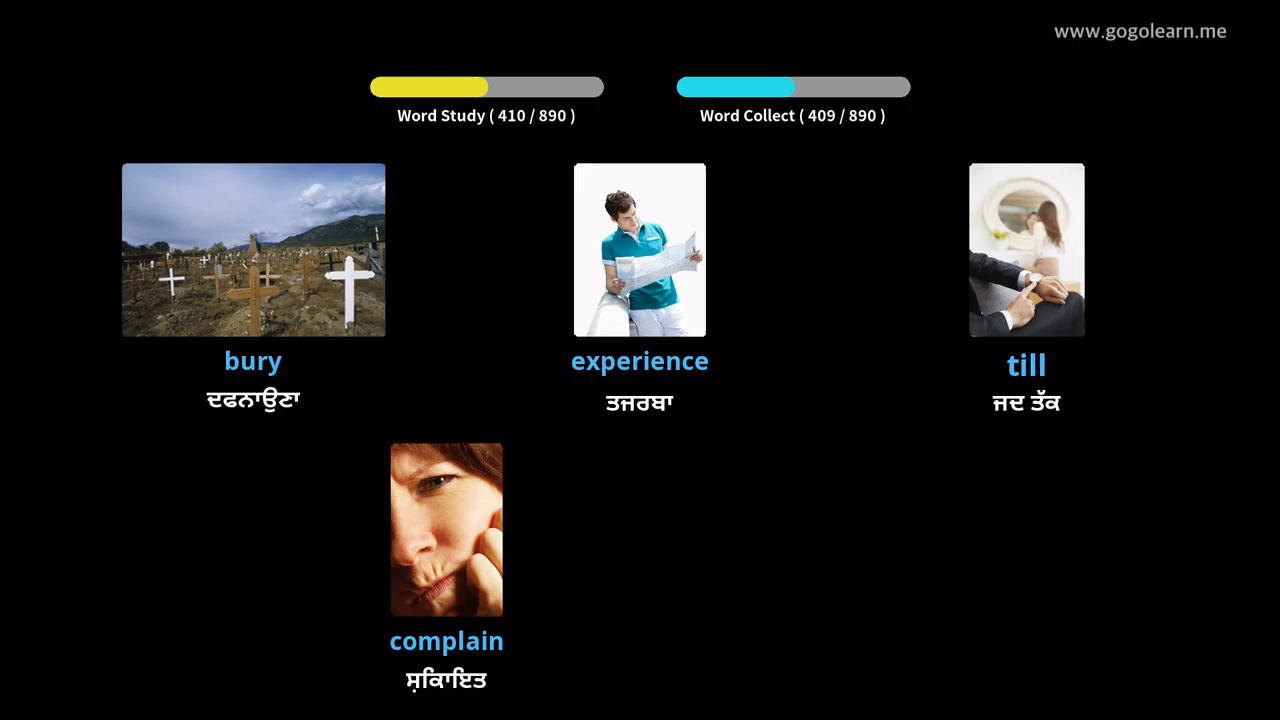 www.gogolearn.me
Word Study ( 410 / 890 )
Word Collect ( 409 / 890 )
bury
ਦਫਨਾਉਣਾ
experience
ਤਜਰਬਾ
till
ਜਦ ਤੱਕ
complain
ਸ਼ਕਿਾਇਤ